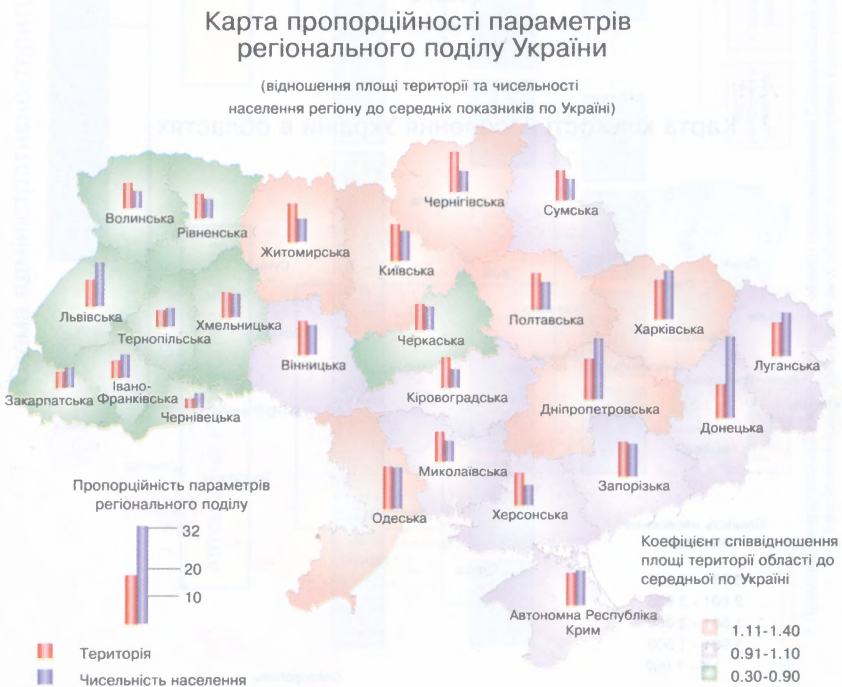 Карта пропорційності параметрів
регіонального поділу України
(відношення площі території та чисельності
населення регіону до середніх показників по Україні)
Волинська
Рівненська
Житомирська
Київська
Чернігівська
Сумська
Львівська
Тернопільська
Хмельницька
Черкаська
Полтавська
Харківська
Луганська
Закарпатська
Івано-
Франківська
Чернівецька
Вінницька
Кіровоградська
Дніпропетровська
Донецька
Миколаївська
Запорізька
Одеська
Херсонська
Автономна Республіка
Крим
Пропорційність параметрів
регіонального поділу
32
20
10
Територія
Чисельність населення
Коефіцієнт співвідношення
площі території області до
середньої по Україні
1.11-1.40
0.91-1.10
0.30-0.90